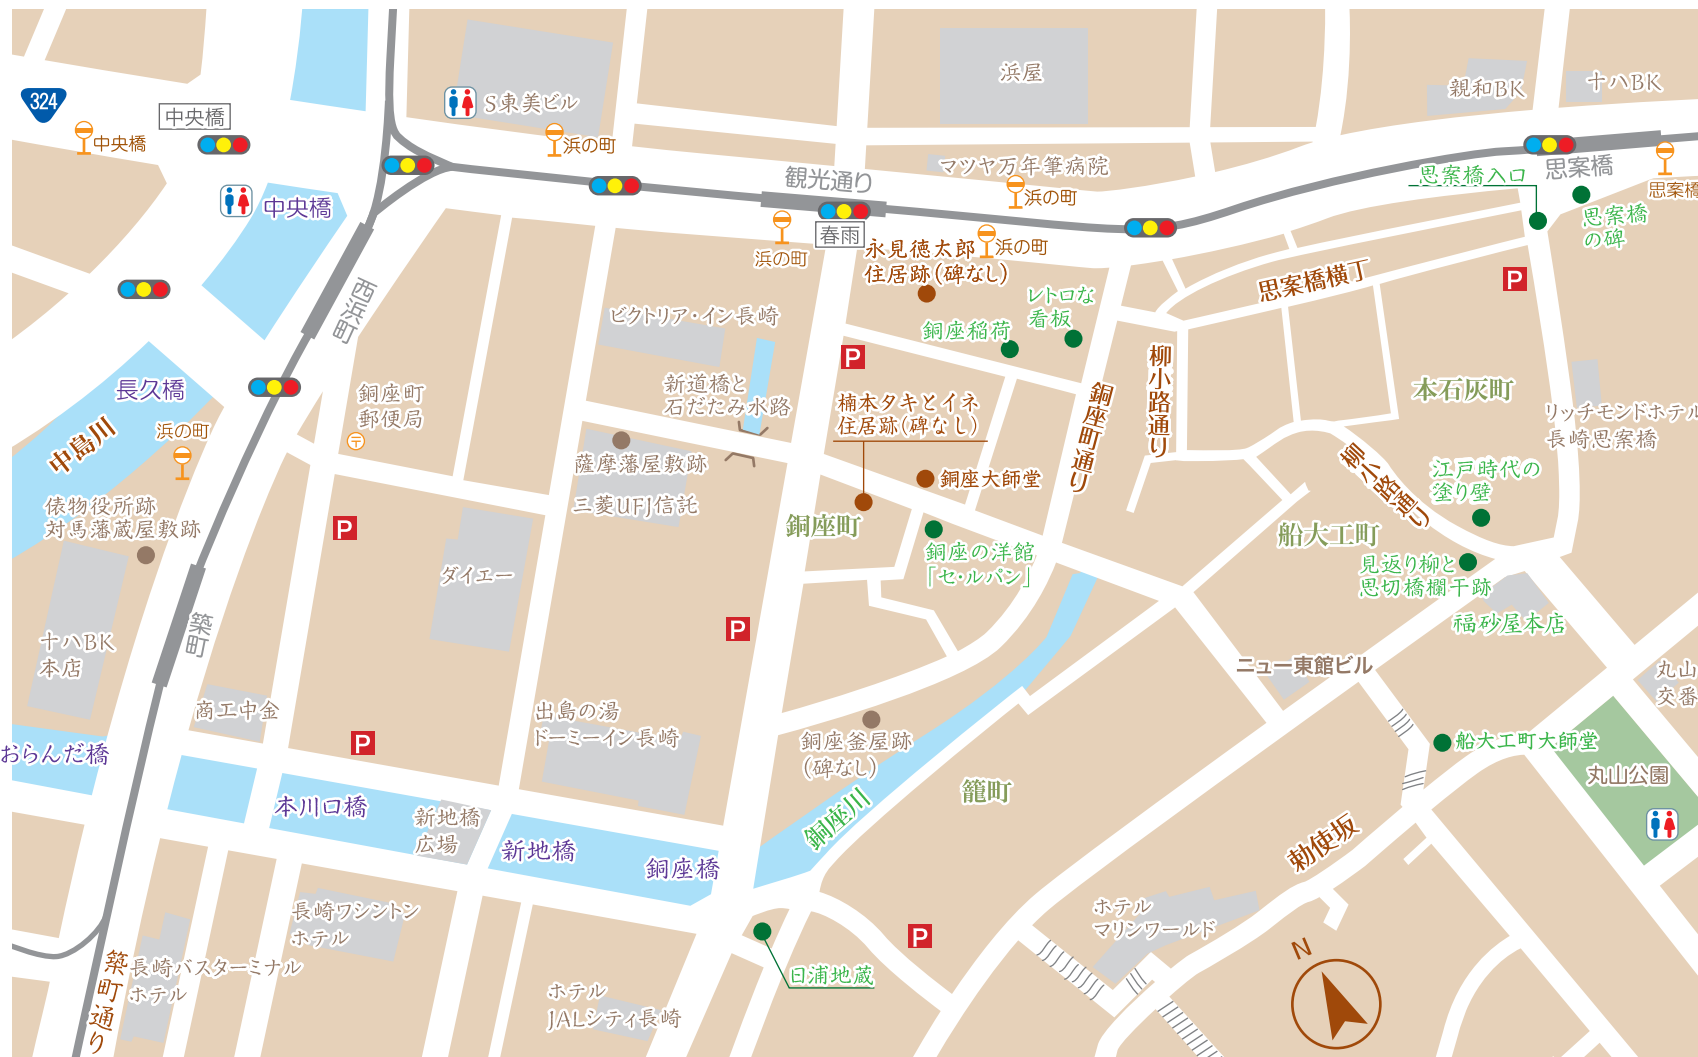 324
中央橋
中央橋
中央橋
S東美ビル
浜の町
浜屋
親和BK
十八BK
観光通り
マツヤ万年筆病院
浜の町
思案橋
思案橋入口
思案橋
の碑
思案橋
浜の町
春雨
浜の町
永見徳太郎
住居跡(碑なし)
西浜町
ビクトリア・イン長崎
銅座稲荷
レトロな
看板
思案橋横丁
P
P
長久橋
中島川
浜の町
銅座町
郵便局
〒
新道橋と
石だたみ水路
楠本タキとイネ
住居跡(碑なし)
銅座町通り
柳小路通り
本石灰町
リッチモンドホテル
長崎思案橋
俵物役所跡
対馬藩蔵屋敷跡
薩摩藩屋敷跡
三菱UFJ信託
銅座大師堂
銅座町
銅座の洋館
「セ・ルパン」
柳小路通り
江戸時代の
塗り壁
船大工町
見返り柳と
思切橋欄干跡
福砂屋本店
P
ダイエー
築町
十八BK
本店
P
ニュー東館ビル
丸山
交番
商工中金
出島の湯
ドーミーイン長崎
銅座釜屋跡
(碑なし)
船大工町大師堂
丸山公園
おらんだ橋
P
本川口橋
新地橋
広場
新地橋
銅座橋
銅座川
籠町
勅使坂
長崎ワシントン
ホテル
ホテル
マリンワールド
P
N
築町通り
長崎バスターミナル
ホテル
日浦地蔵
ホテル
JALシティ長崎